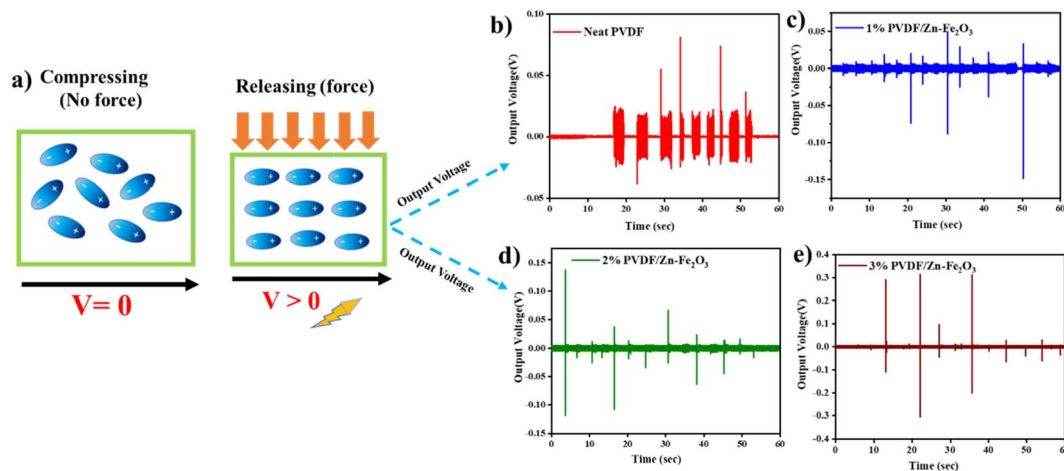 a)
Compressing
(No force)
V= 0
Releasing (force)
V > 0
Output Voltage
Output Voltage
b)
Neat PVDF
Output Voltage(V)
0.10
0.05
0.00
-0.05
0 10 20 30 40 50 60
Time (sec)
c)
1% PVDF/Zn-Fe₂O₃
Output Voltage(V)
0.05
0.00
-0.05
-0.10
-0.15
0 10 20 30 40 50 60
Time (sec)
d)
2% PVDF/Zn-Fe₂O₃
Output Voltage(V)
0.15
0.10
0.05
0.00
-0.05
-0.10
-0.15
0 10 20 30 40 50 60
Time (sec)
e)
3% PVDF/Zn-Fe₂O₃
Output Voltage(V)
0.4
0.3
0.2
0.1
0.0
-0.1
-0.2
-0.3
-0.4
0 10 20 30 40 50 60
Time (sec)